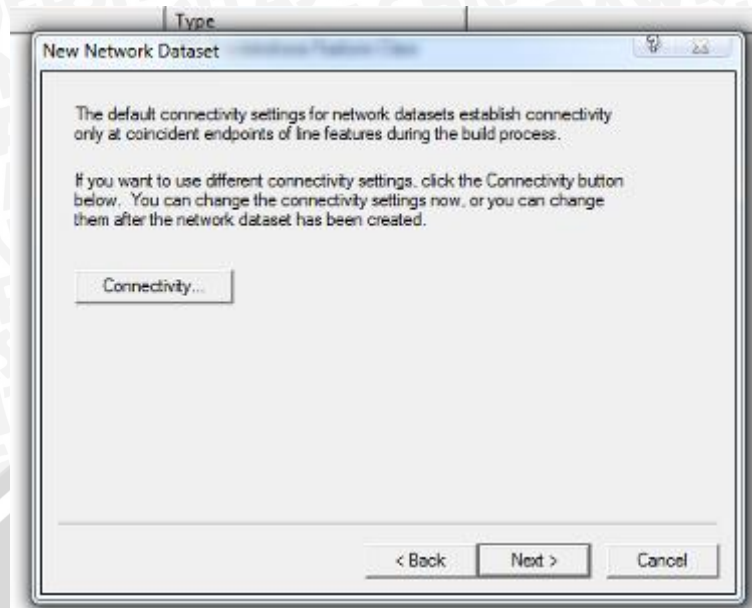 Type
New Network Dataset
The default connectivity settings for network datasets establish connectivity
only at coincident endpoints of line features during the build process.
If you want to use different connectivity settings, click the Connectivity button
below. You can change the connectivity settings now, or you can change
them after the network dataset has been created.
Connectivity...
< Back Next > Cancel